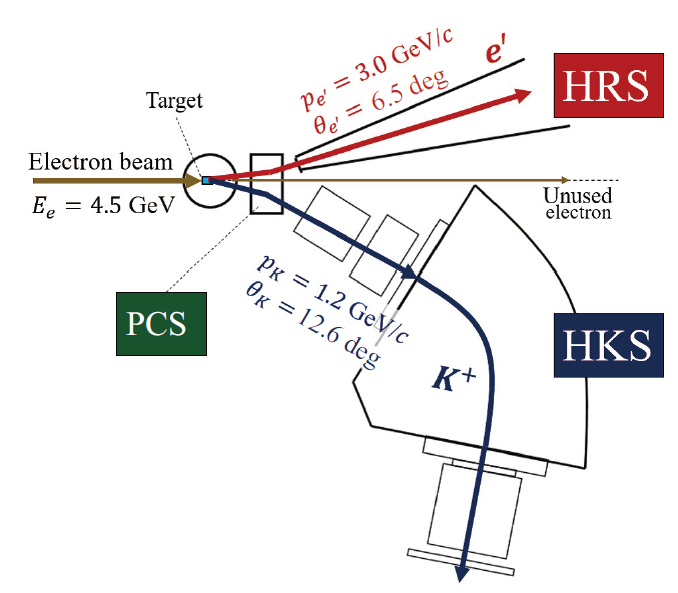 p_e' = 3.0 GeV/c
θ_e' = 6.5 deg
e'
HRS
Target
Electron beam
E_e = 4.5 GeV
Unused
electron
PCS
p_K = 1.2 GeV/c
θ_K = 12.6 deg
K⁺
HKS